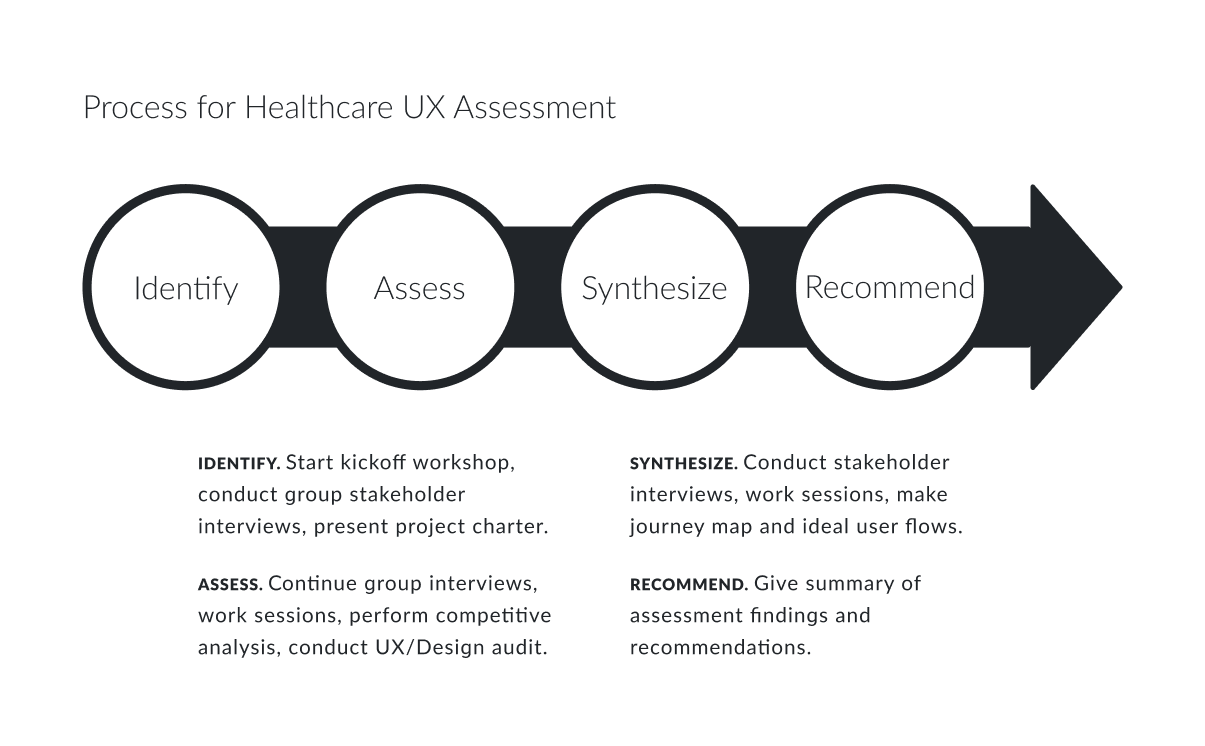 Process for Healthcare UX Assessment
Identify
Assess
Synthesize
Recommend
IDENTIFY. Start kickoff workshop,
conduct group stakeholder
interviews, present project charter.
ASSESS. Continue group interviews,
work sessions, perform competitive
analysis, conduct UX/Design audit.
SYNTHESIZE. Conduct stakeholder
interviews, work sessions, make
journey map and ideal user flows.
RECOMMEND. Give summary of
assessment findings and
recommendations.